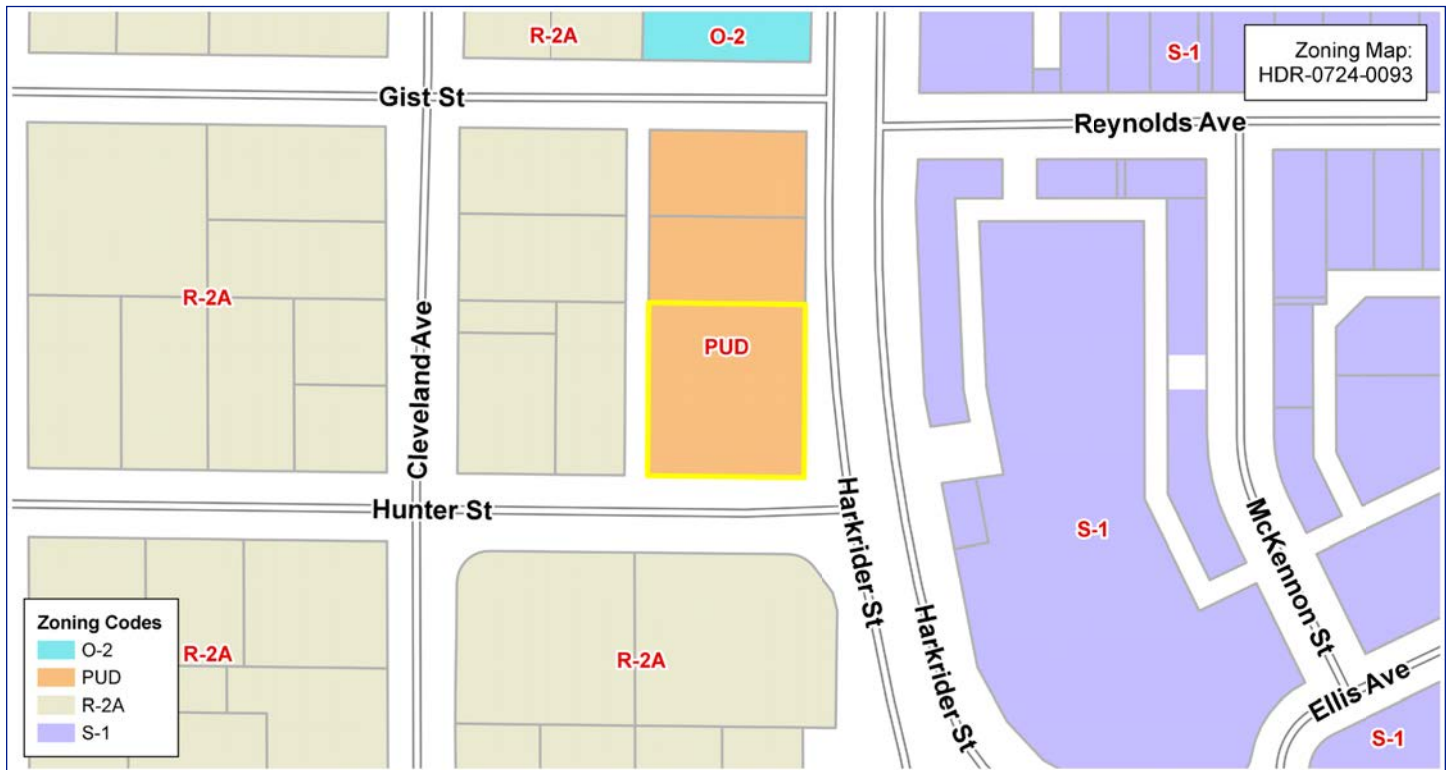 R-2A
O-2
S-1
Zoning Map:
HDR-0724-0093
Gist St
Reynolds Ave
R-2A
Cleveland Ave
PUD
Hunter St
Harkrider St
Harkrider St
S-1
McKennon St
Ellis Ave
S-1
R-2A
R-2A
Zoning Codes
O-2
PUD
R-2A
S-1